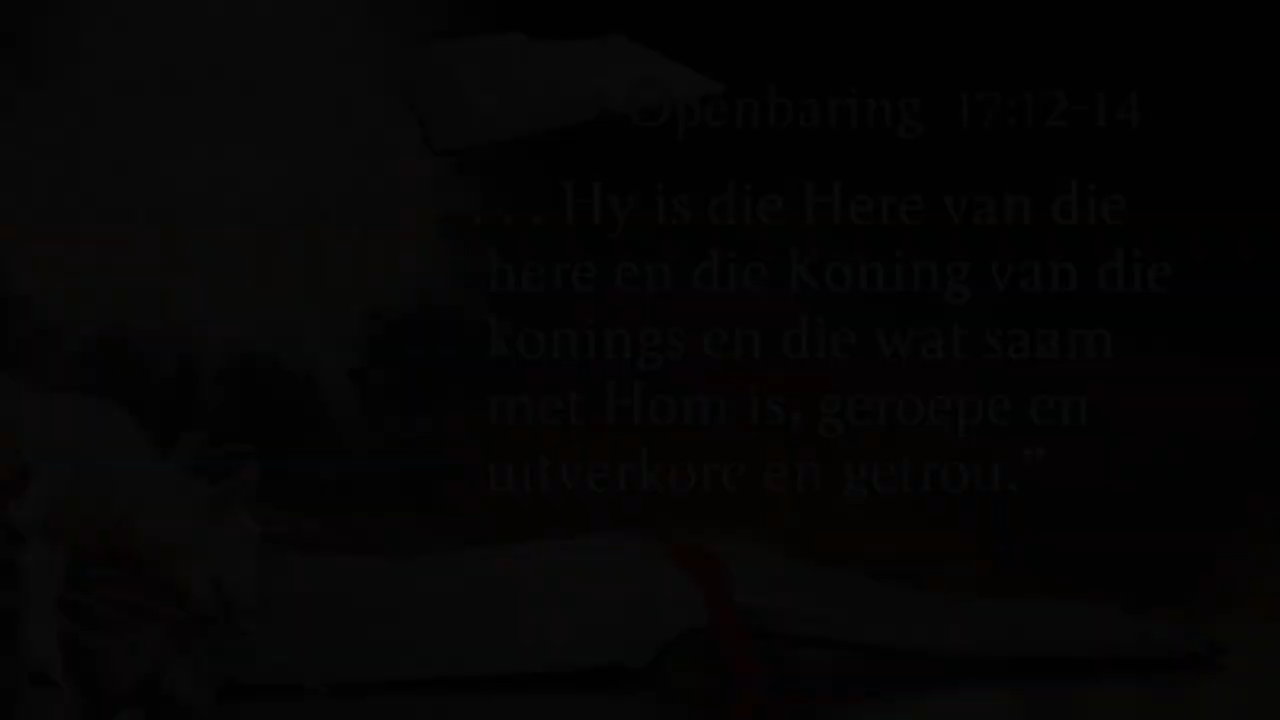 Openbaring 17:12-14
. . . Hy is die Here van die
here en die Koning van die
konings en die wat saam
met Hom is, geroepe en
uitverkore en getrou."